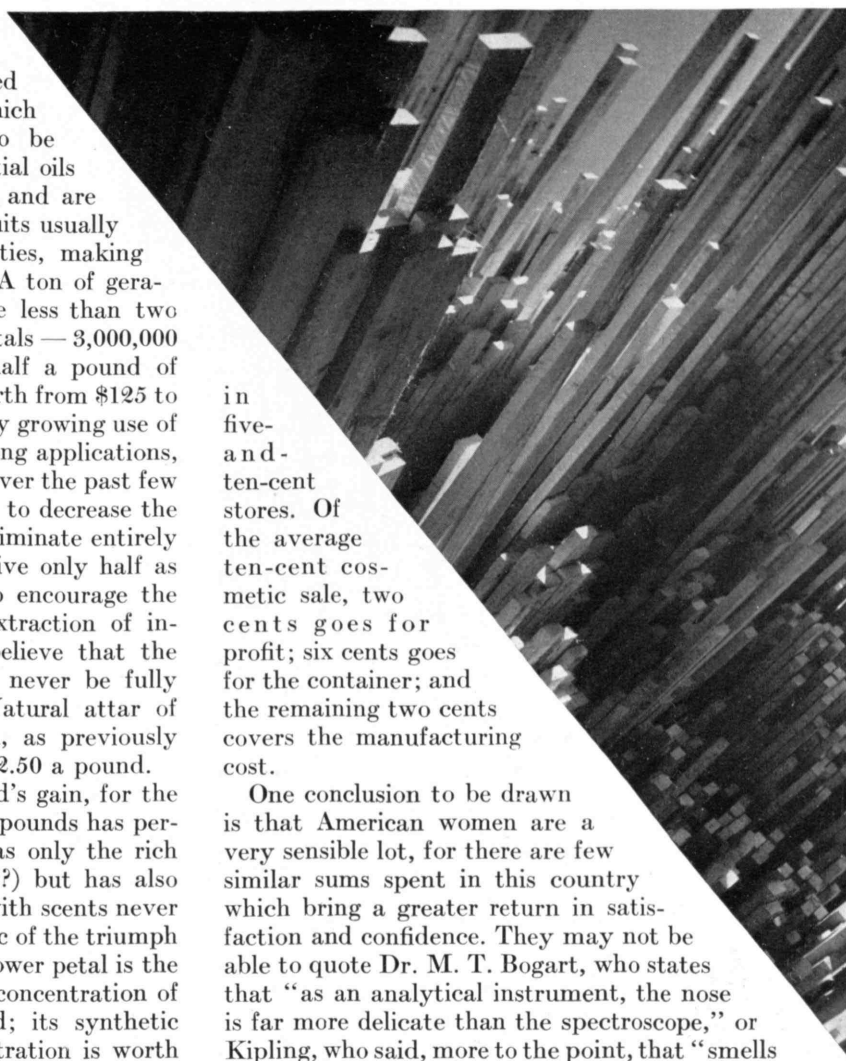 ed
ich
o be
tial oils
and are
uits usually
ties, making
A ton of gera-
e less than two
tals — 3,000,000
alf a pound of
rth from $125 to
y growing use of
ng applications,
ver the past few
to decrease the
iminate entirely
ive only half as
o encourage the
xtraction of in-
elieve that the
never be fully
atural attar of
, as previously
2.50 a pound.
d's gain, for the
pounds has per-
as only the rich
?) but has also
ith scents never
c of the triumph
ower petal is the
concentration of
d; its synthetic
tration is worth
in
five-
and-
ten-cent
stores. Of
the average
ten-cent cos-
metic sale, two
cents goes for
profit; six cents goes
for the container; and
the remaining two cents
covers the manufacturing
cost.
One conclusion to be drawn
is that American women are a
very sensible lot, for there are few
similar sums spent in this country
which bring a greater return in satis-
faction and confidence. They may not be
able to quote Dr. M. T. Bogart, who states
that “as an analytical instrument, the nose
is far more delicate than the spectroscope,” or
Kipling, who said, more to the point, that “smells